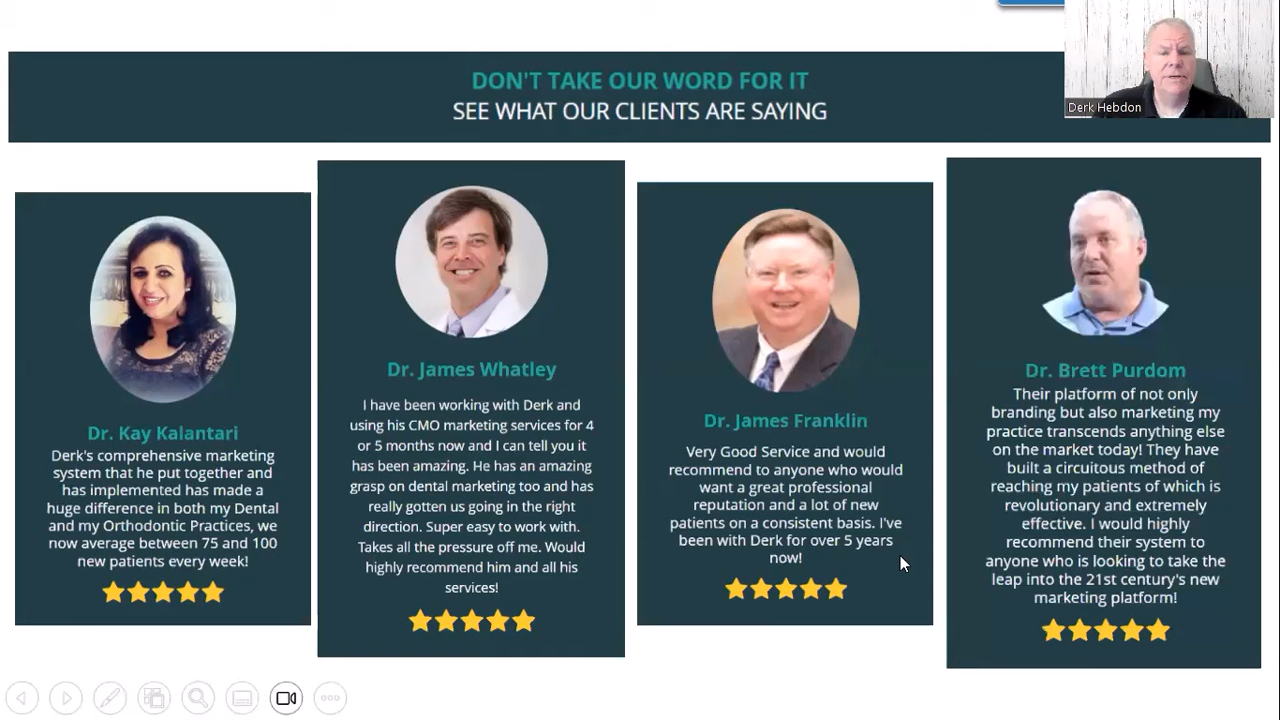 DON'T TAKE OUR WORD FOR IT
SEE WHAT OUR CLIENTS ARE SAYING
Derk Hebdon
Dr. Kay Kalantari
Derk's comprehensive marketing
system that he put together and
has implemented has made a
huge difference in both my Dental
and my Orthodontic Practices, we
now average between 75 and 100
new patients every week!
Dr. James Whatley
I have been working with Derk and
using his CMO marketing services for 4
or 5 months now and I can tell you it
has been amazing. He has an amazing
grasp on dental marketing too and has
really gotten us going in the right
direction. Super easy to work with.
Takes all the pressure off me. Would
highly recommend him and all his
services!
Dr. James Franklin
Very Good Service and would
recommend to anyone who would
want a great professional
reputation and a lot of new
patients on a consistent basis. I've
been with Derk for over 5 years
now!
Dr. Brett Purdom
Their platform of not only
branding but also marketing my
practice transcends anything else
on the market today! They have
built a circuitous method of
reaching my patients of which is
revolutionary and extremely
effective. I would highly
recommend their system to
anyone who is looking to take the
leap into the 21st century's new
marketing platform!